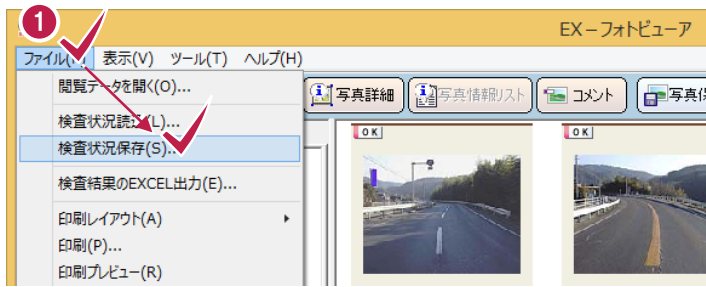 1
EX－フォトビューア
ファイル(F) 表示(V) ツール(T) ヘルプ(H)
閲覧データを開く(O)...
写真詳細 写真情報リスト コメント 写真保
検査状況読込(L)...
OK OK
検査状況保存(S)...
検査結果のEXCEL出力(E)...
印刷レイアウト(A)
印刷(P)...
印刷プレビュー(R)